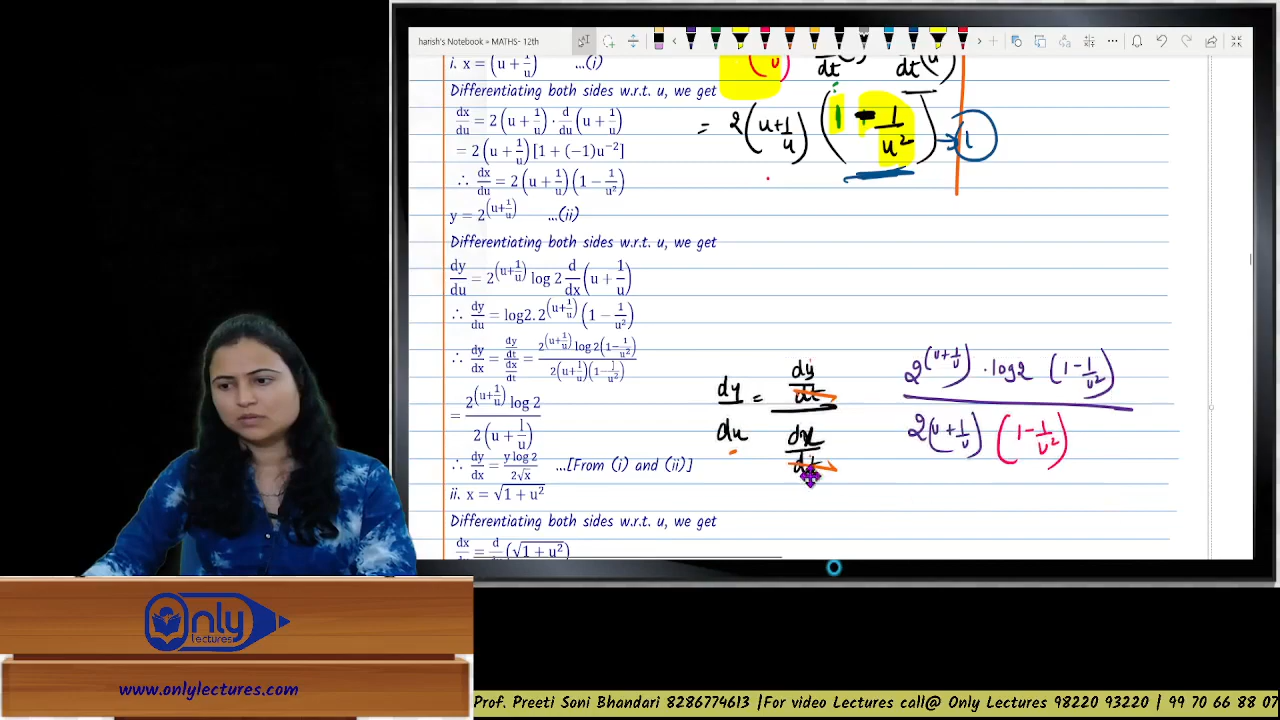 harish's Notebook » MATHS- 12th
i. x = (u + 1/u) ...(i)
Differentiating both sides w.r.t. u, we get
dx/du = 2(u + 1/u) · d/du (u + 1/u)
= 2(u + 1/u)[1 + (-1)u⁻²]
∴ dx/du = 2(u + 1/u)(1 − 1/u²)
y = 2^(u+1/u) ...(ii)
Differentiating both sides w.r.t. u, we get
dy/du = 2^(u+1/u) log 2 d/dx (u + 1/u)
∴ dy/du = log2. 2^(u+1/u) (1 − 1/u²)
∴ dy/dx = (dy/dt)/(dx/dt) = 2^(u+1/u) log 2(1−1/u²) / 2(u+1/u)(1−1/u²)
= 2^(u+1/u) log 2 / 2(u + 1/u)
∴ dy/dx = y log 2 / 2√x ...[From (i) and (ii)]
ii. x = √1 + u²
Differentiating both sides w.r.t. u, we get
dx/du = d/du (√1 + u²)
= 2(u+1/u) (1 − 1/u²) → 1
dy/du = (dy/dt)/(dx/dt)
2^(u+1/u) · log2 (1−1/u²)
2(u+1/u) (1−1/u²)
Only
lectures
www.onlylectures.com
Prof. Preeti Soni Bhandari 8286774613 |For video Lectures call@ Only Lectures 98220 93220 | 99 70 66 88 07